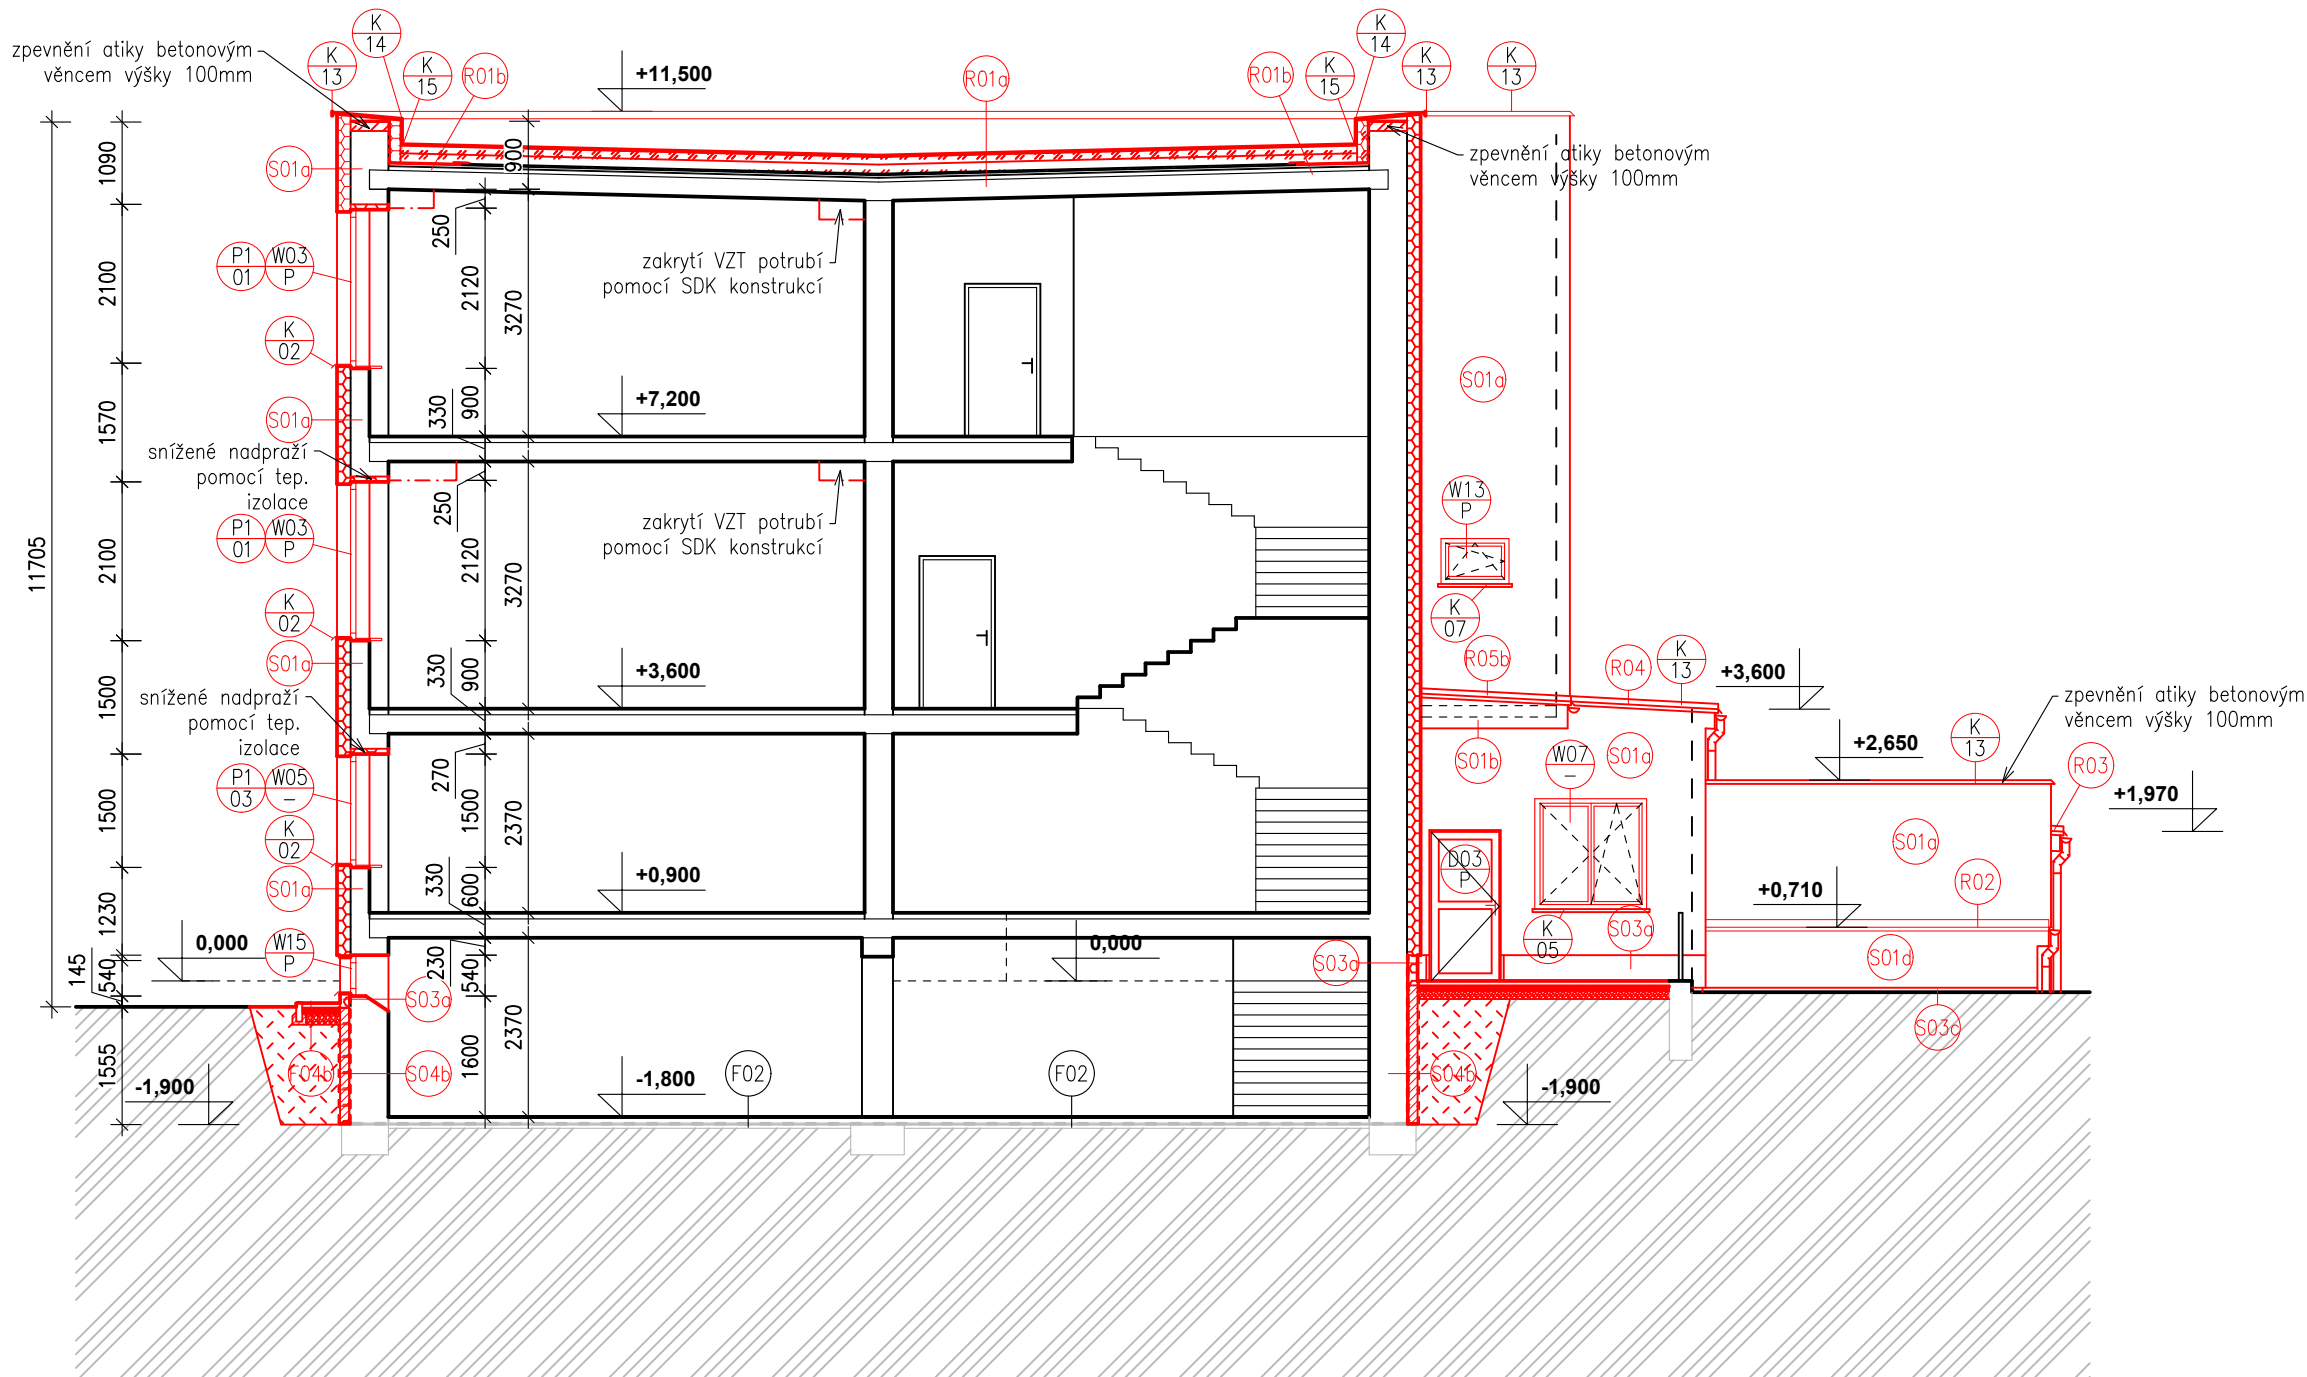 zpevnění atiky betonovým
věncem výšky 100mm
K
13
K
14
K
15
R01b
+11,500
R01a
R01b
K
15
K
14
K
13
K
13
zpevnění atiky betonovým
věncem výšky 100mm
1090
900
S01a
250
P1
01
W03
P
2100
2120
3270
zakrytí VZT potrubí
pomocí SDK konstrukcí
K
02
S01a
+7,200
S01a
1570
330
900
snížené nadpraží
pomocí tep.
izolace
250
W13
P
11705
P1
01
W03
P
2100
2120
3270
zakrytí VZT potrubí
pomocí SDK konstrukcí
K
02
K
07
S01a
1500
330
900
+3,600
R05b
R04
K
13
+3,600
snížené nadpraží
pomocí tep.
izolace
zpevnění atiky betonovým
věncem výšky 100mm
270
S01b
W07
–
S01a
+2,650
K
13
R03
P1
03
W05
–
1500
1500
2370
+1,970
K
02
S01a
1230
330
600
+0,900
D03
P
S01a
R02
+0,710
0,000
W15
P
145
540
230
540
0,000
S03a
K
05
S03a
S01d
S03a
2370
S03c
1555
F04b
S04b
1600
F02
F02
S04b
-1,900
-1,800
-1,900